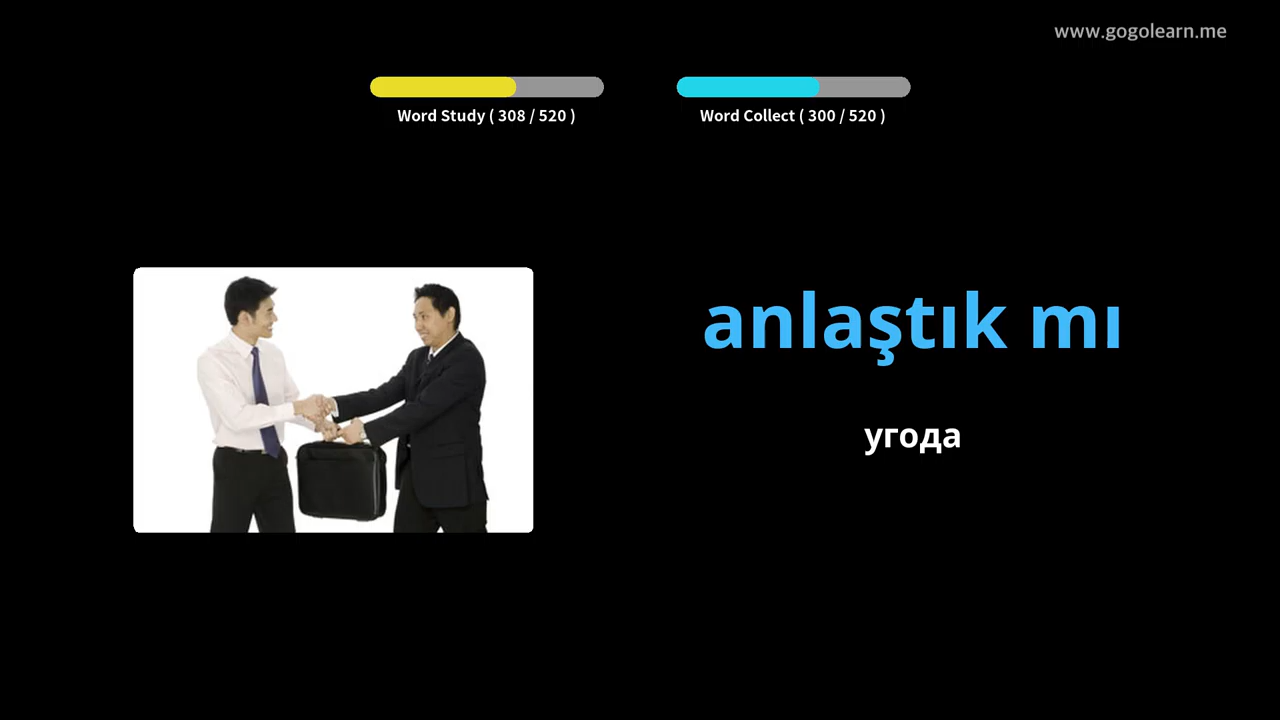 www.gogolearn.me
Word Study ( 308 / 520 )
Word Collect ( 300 / 520 )
anlaştık mı
угода